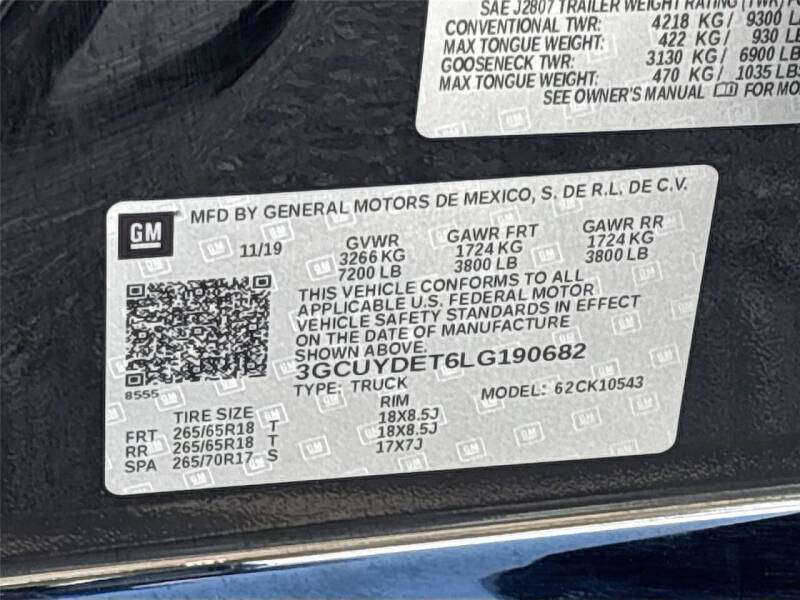 SAE J2807 TRAILER WEIGHT RATING (TWR)
CONVENTIONAL TWR: 4218 KG/ 9300
MAX TONGUE WEIGHT: 422 KG/ 930 LB
GOOSENECK TWR: 3130 KG/ 6900 LB
MAX TONGUE WEIGHT: 470 KG/ 1035 LBS
SEE OWNER'S MANUAL FOR MO
GM MFD BY GENERAL MOTORS DE MEXICO, S. DE R.L. DE C.V.
11/19 GVWR GAWR FRT GAWR RR
3266 KG 1724 KG 1724 KG
7200 LB 3800 LB 3800 LB
THIS VEHICLE CONFORMS TO ALL
APPLICABLE U.S. FEDERAL MOTOR
VEHICLE SAFETY STANDARDS IN EFFECT
ON THE DATE OF MANUFACTURE
SHOWN ABOVE.
3GCUYDET6LG190682
8555 TYPE: TRUCK MODEL: 62CK10543
TIRE SIZE RIM
FRT 265/65R18 T 18X8.5J
RR 265/65R18 T 18X8.5J
SPA 265/70R17 S 17X7J